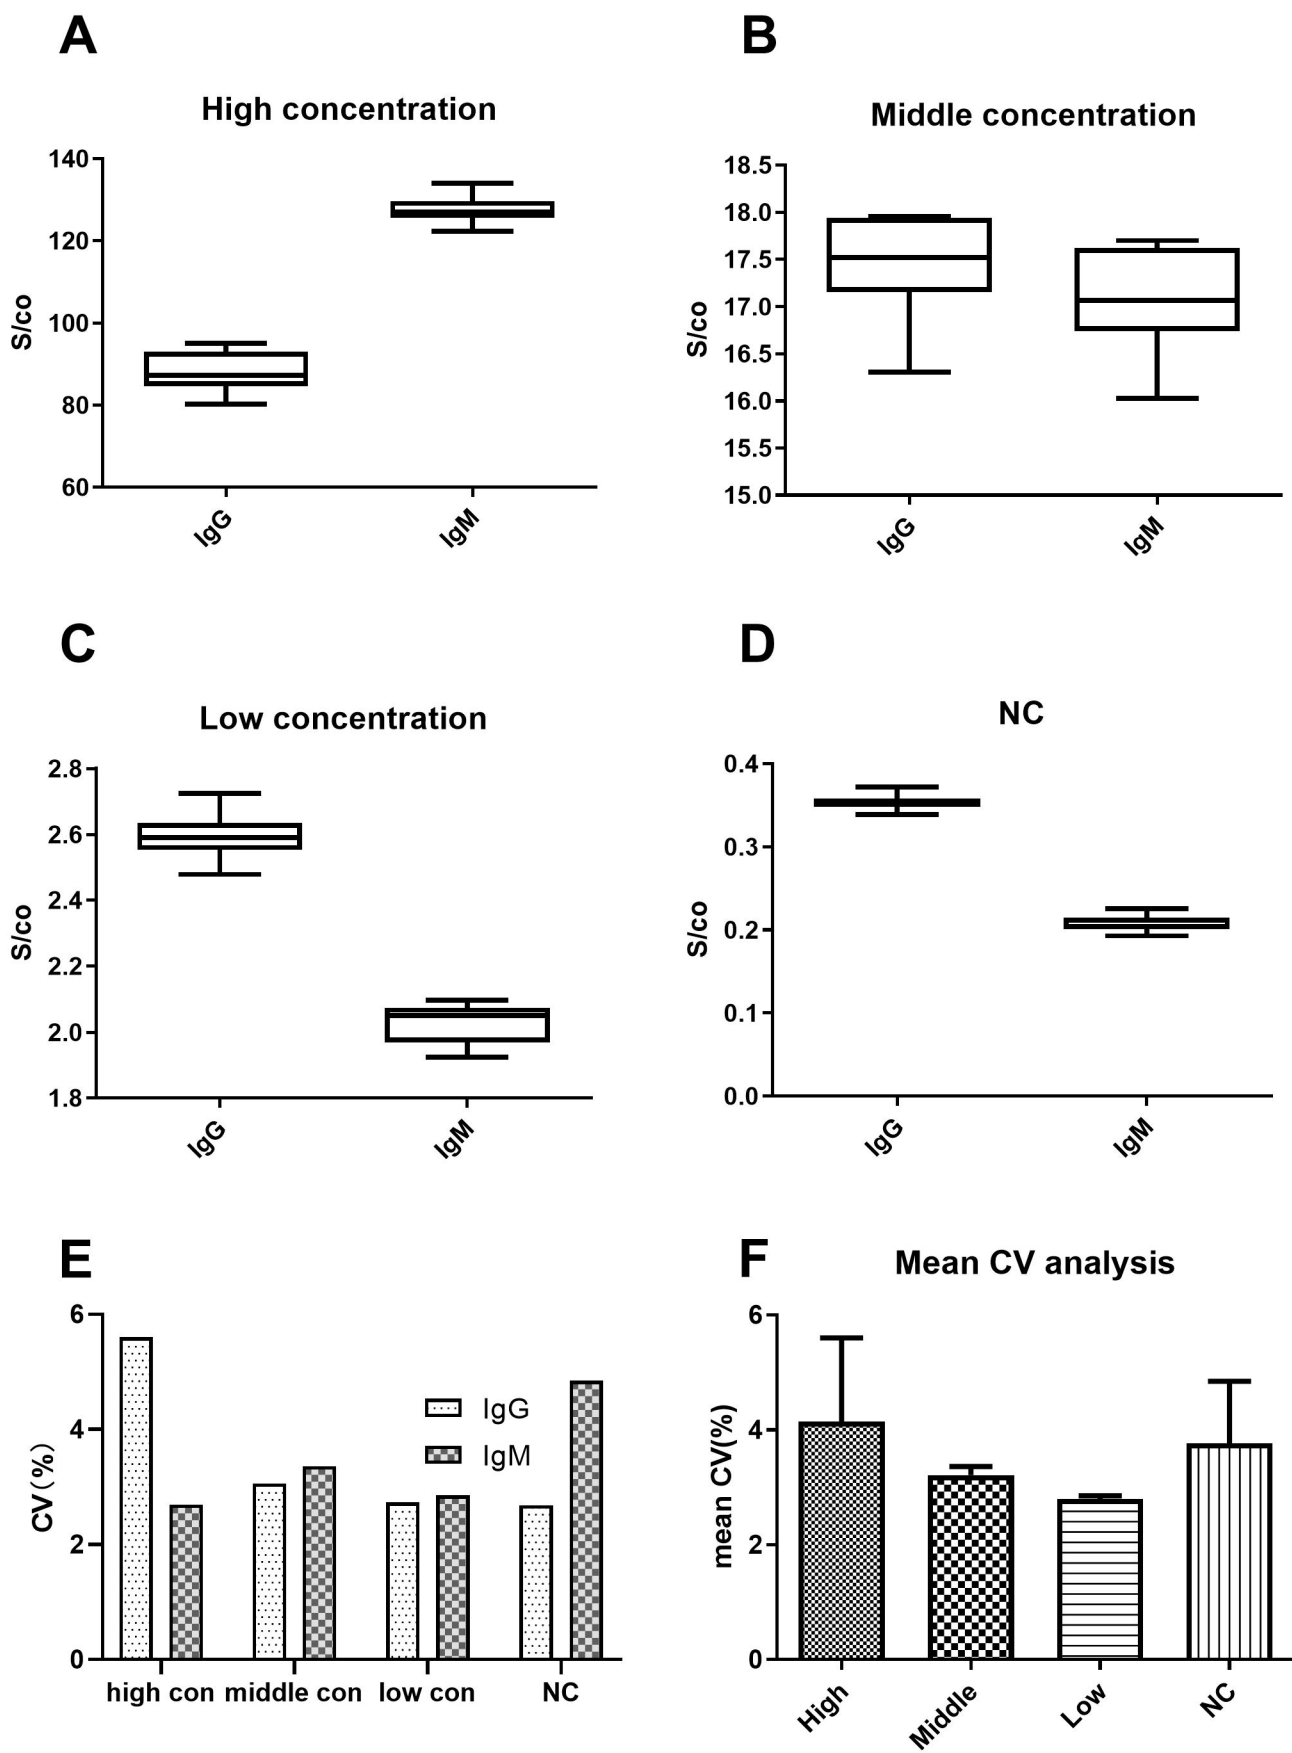 A
High concentration
140
120
100
80
60
S/co
IgG
IgM
B
Middle concentration
18.5
18.0
17.5
17.0
16.5
16.0
15.5
15.0
S/co
IgG
IgM
C
Low concentration
2.8
2.6
2.4
2.2
2.0
1.8
S/co
IgG
IgM
D
NC
0.4
0.3
0.2
0.1
0.0
S/co
IgG
IgM
E
6
4
2
0
CV（%）
IgG
IgM
high con middle con low con NC
F
Mean CV analysis
6
4
2
0
mean CV(%)
High
Middle
Low
NC